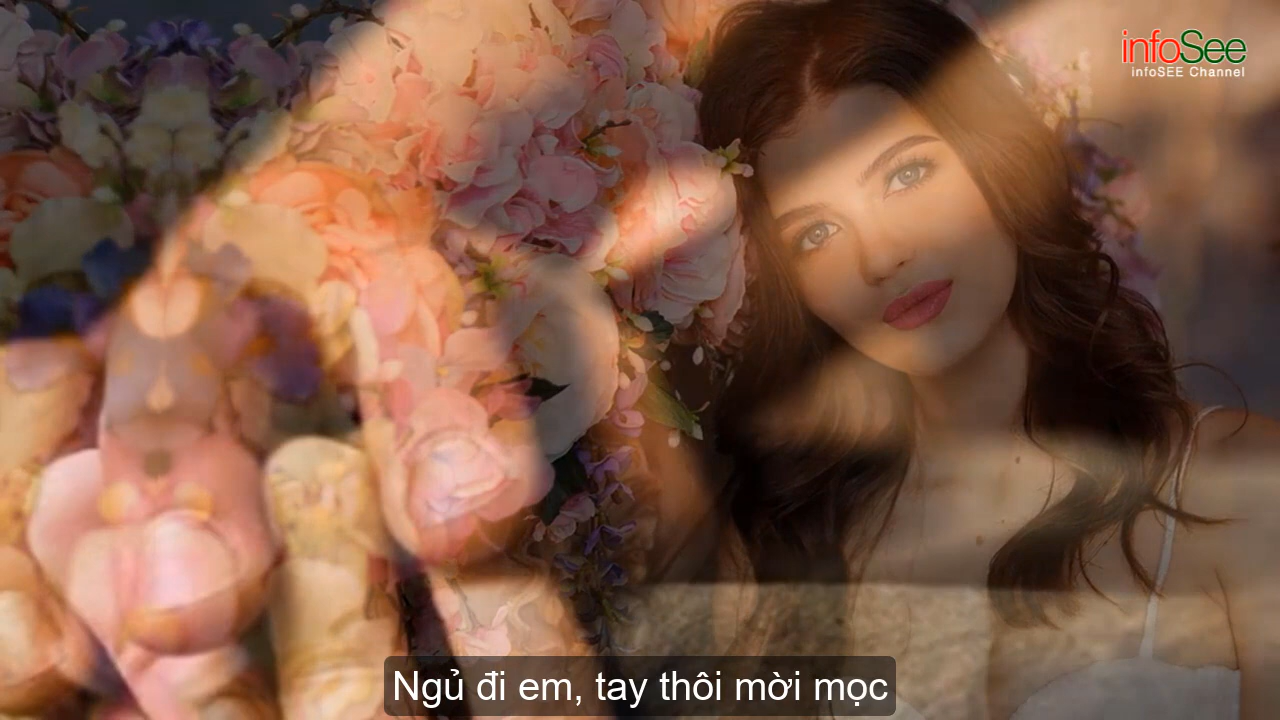 infoSee
infoSEE Channel
Ngủ đi em, tay thôi mời mọc